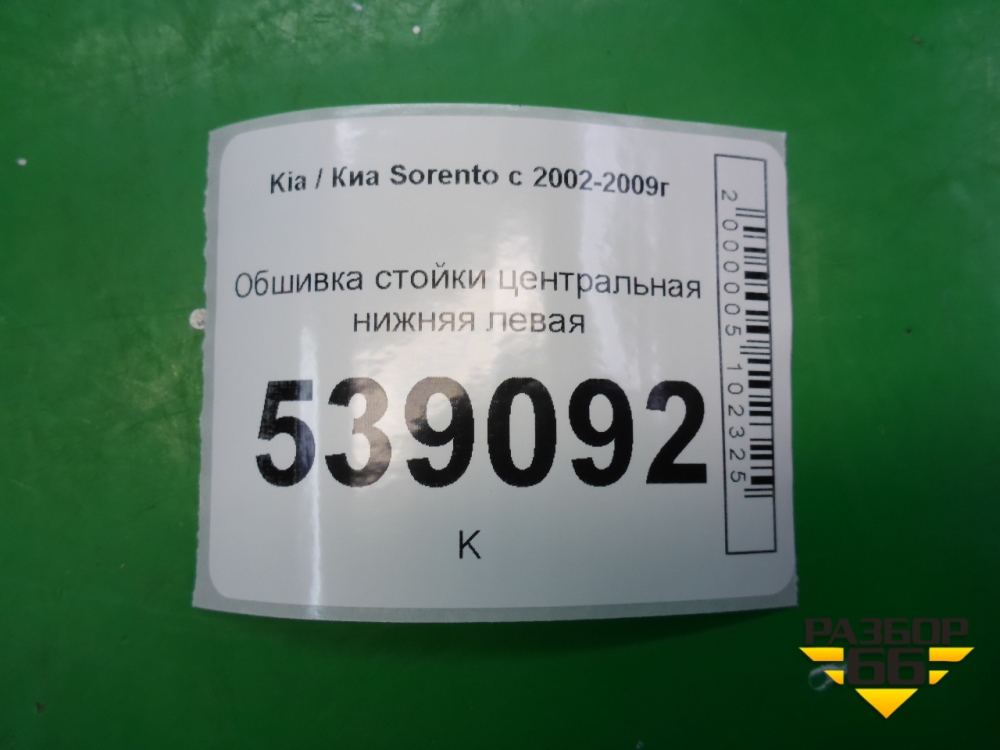 Kia / Киа Sorento с 2002-2009г
Обшивка стойки центральная
нижняя левая
539092
К
2000005102325
РАЗБОР
66